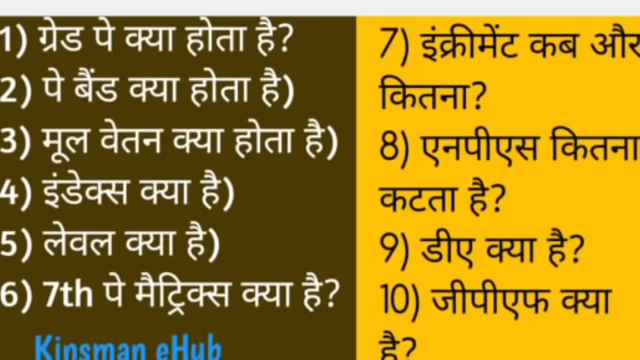 1) ग्रेड पे क्या होता है?
2) पे बैंड क्या होता है)
3) मूल वेतन क्या होता है)
4) इंडेक्स क्या है)
5) लेवल क्या है)
6) 7th पे मैट्रिक्स क्या है?
Kinsman eHub
7) इंक्रीमेंट कब और
कितना?
8) एनपीएस कितना
कटता है?
9) डीए क्या है?
10) जीपीएफ क्या
है?